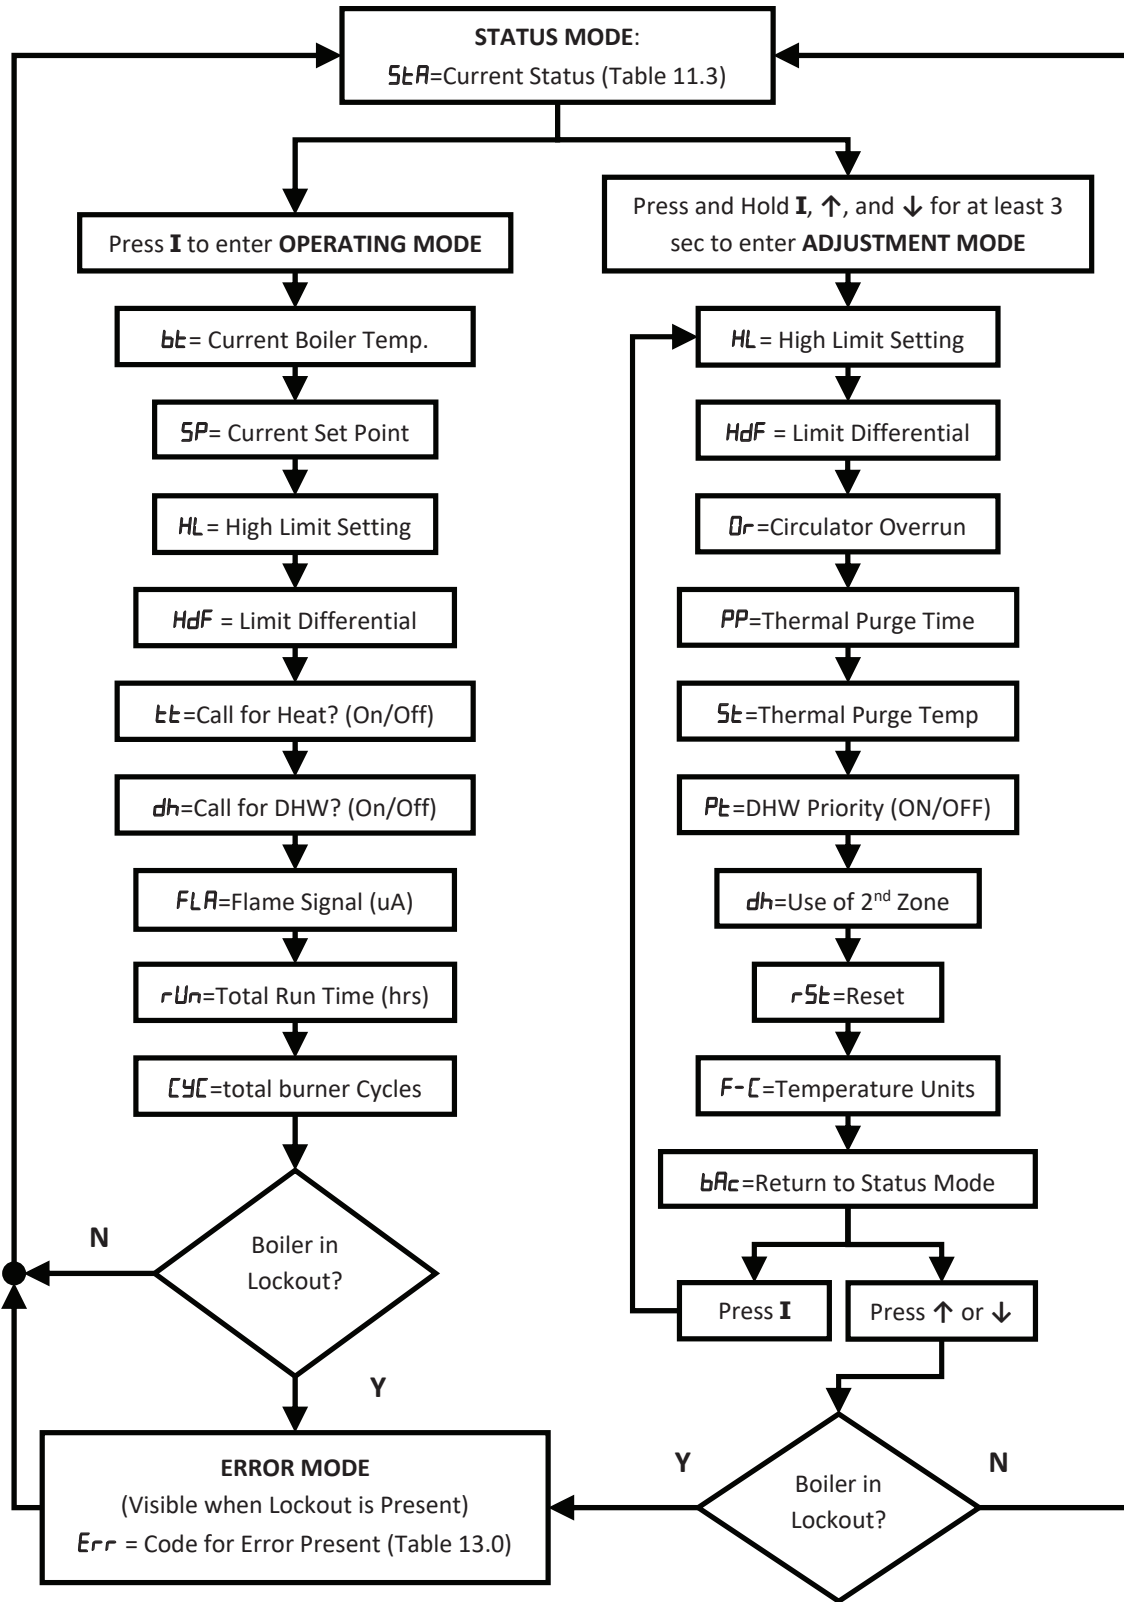 STATUS MODE:
StA=Current Status (Table 11.3)
Press I to enter OPERATING MODE
bt= Current Boiler Temp.
SP= Current Set Point
HL= High Limit Setting
HdF = Limit Differential
tt=Call for Heat? (On/Off)
dh=Call for DHW? (On/Off)
FLA=Flame Signal (uA)
rUn=Total Run Time (hrs)
CYC=total burner Cycles
Boiler in
Lockout?
N
Y
ERROR MODE
(Visible when Lockout is Present)
Err = Code for Error Present (Table 13.0)
Press and Hold I, ↑, and ↓ for at least 3
sec to enter ADJUSTMENT MODE
HL= High Limit Setting
HdF = Limit Differential
Or=Circulator Overrun
PP=Thermal Purge Time
St=Thermal Purge Temp
Pt=DHW Priority (ON/OFF)
dh=Use of 2nd Zone
rSt=Reset
F-C=Temperature Units
bAc=Return to Status Mode
Press I
Press ↑ or ↓
Boiler in
Lockout?
Y
N